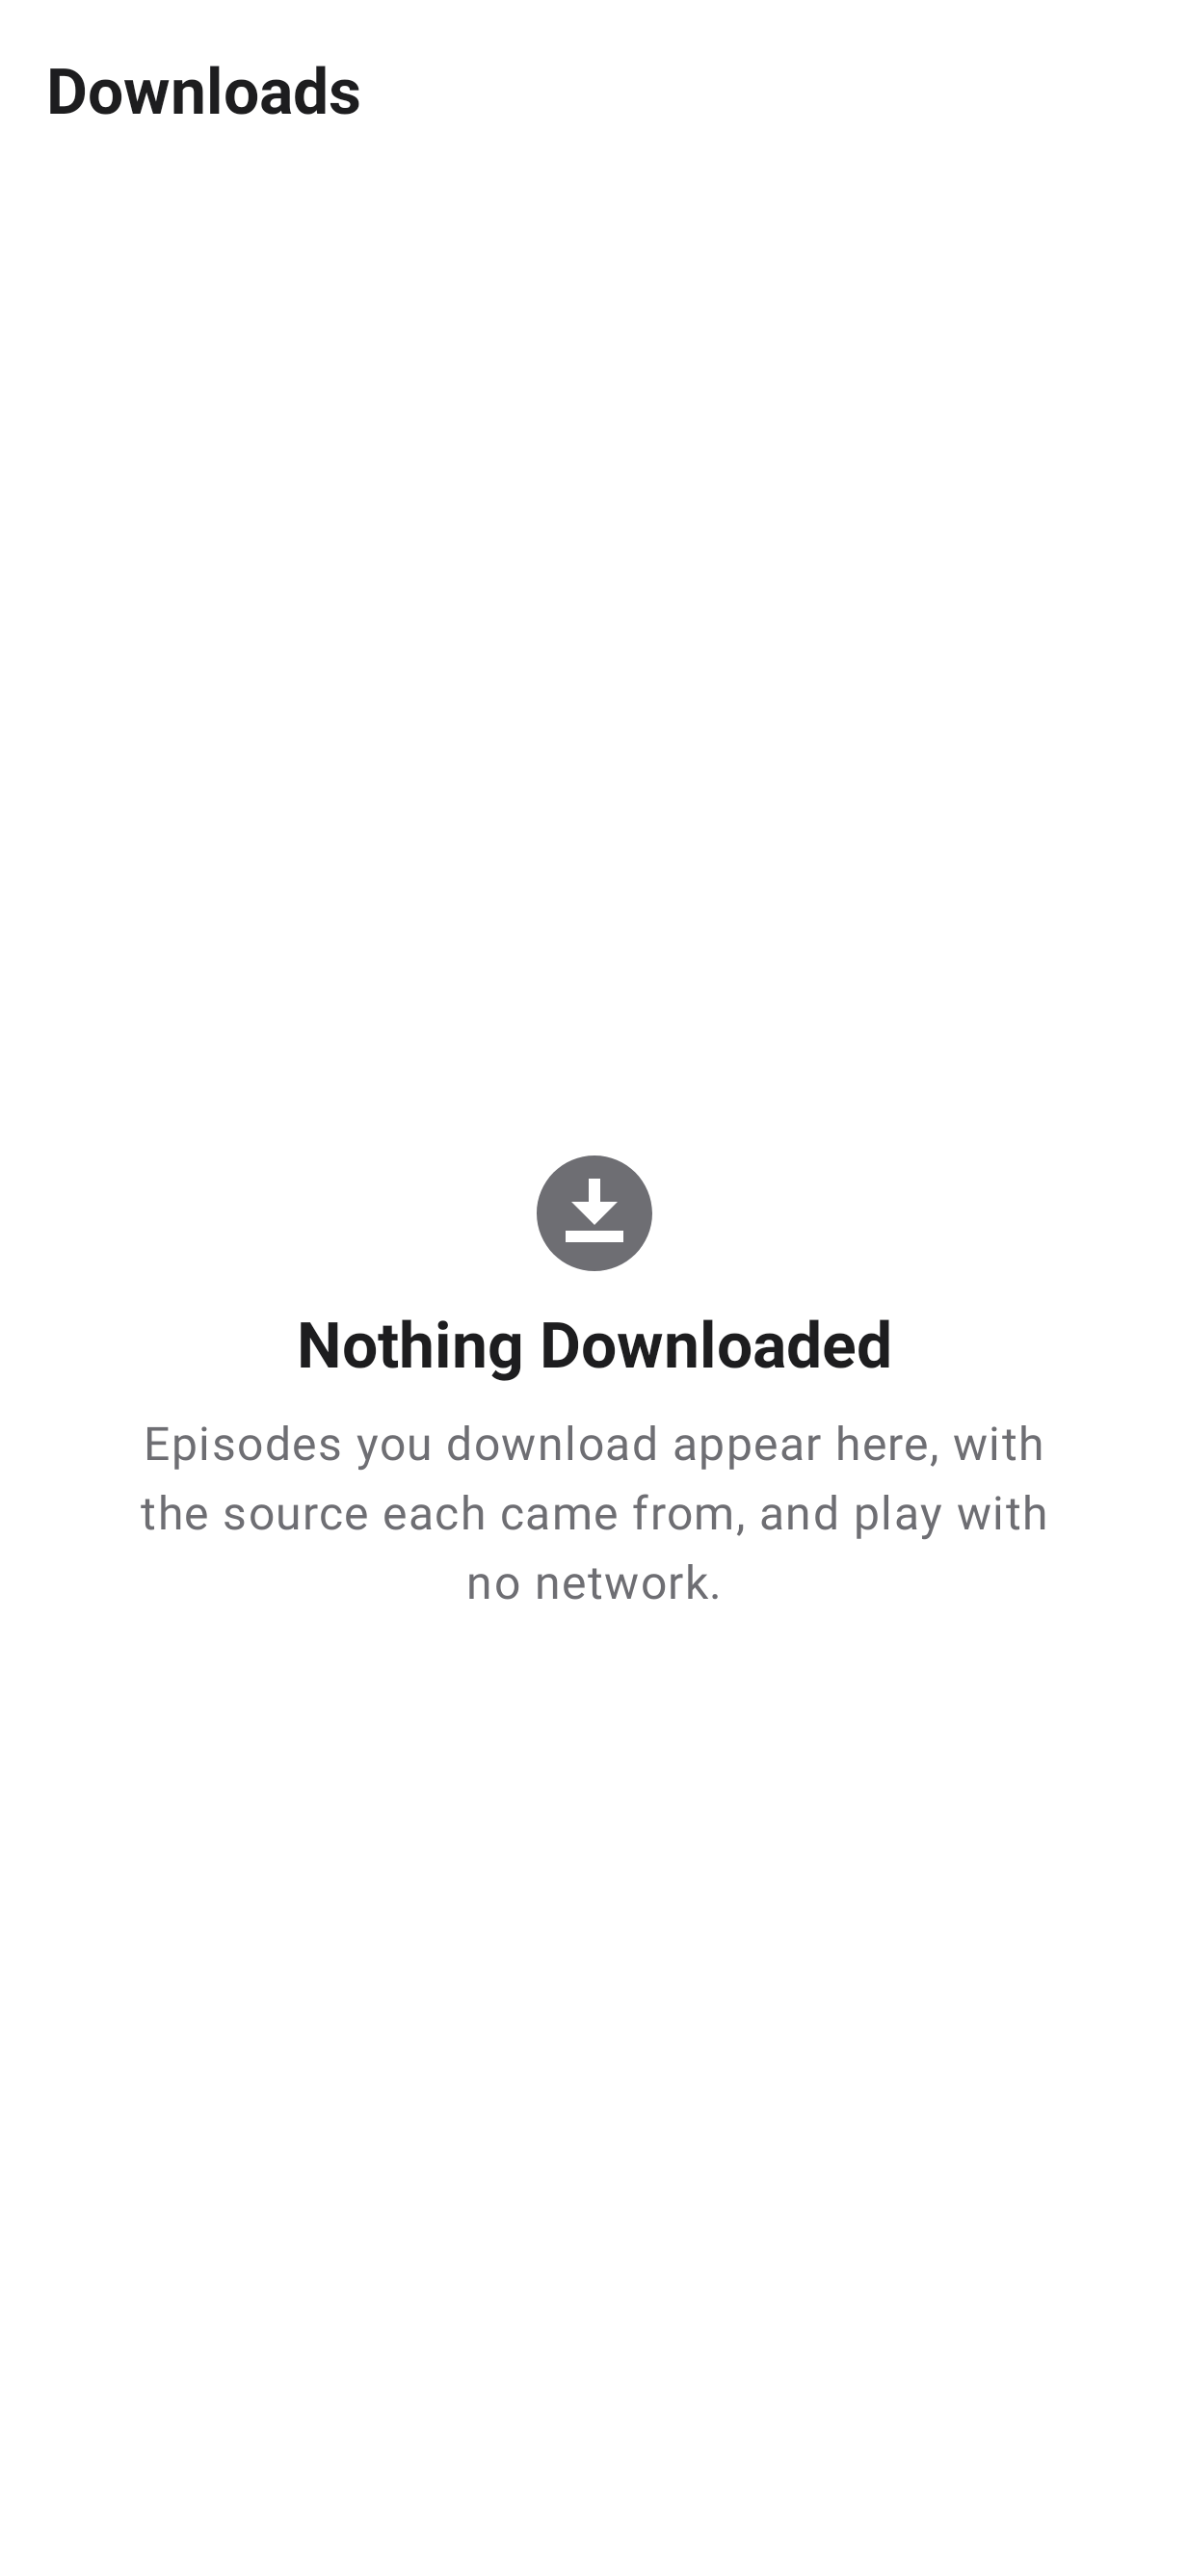 Downloads
Nothing Downloaded
Episodes you download appear here, with
the source each came from, and play with
no network.